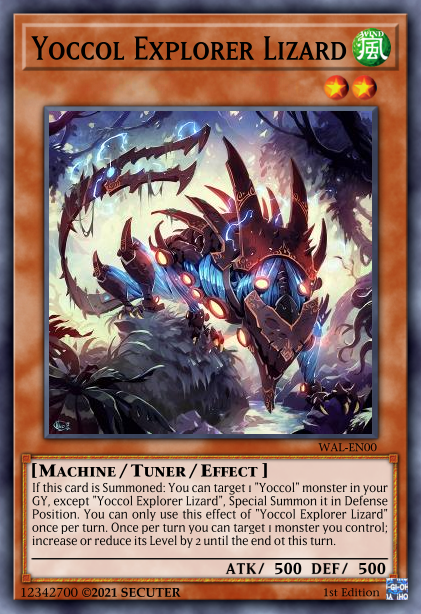 Yoccol Explorer Lizard
WIND
風
WAL-EN00
[Machine / Tuner / Effect ]
If this card is Summoned: You can target 1 "Yoccol" monster in your
GY, except "Yoccol Explorer Lizard", Special Summon it in Defense
Position. You can only use this effect of "Yoccol Explorer Lizard"
once per turn. Once per turn you can target 1 monster you control;
increase or reduce its Level by 2 until the end ot this turn.
ATK/ 500 DEF/ 500
12342700 ©2021 SECUTER
1st Edition